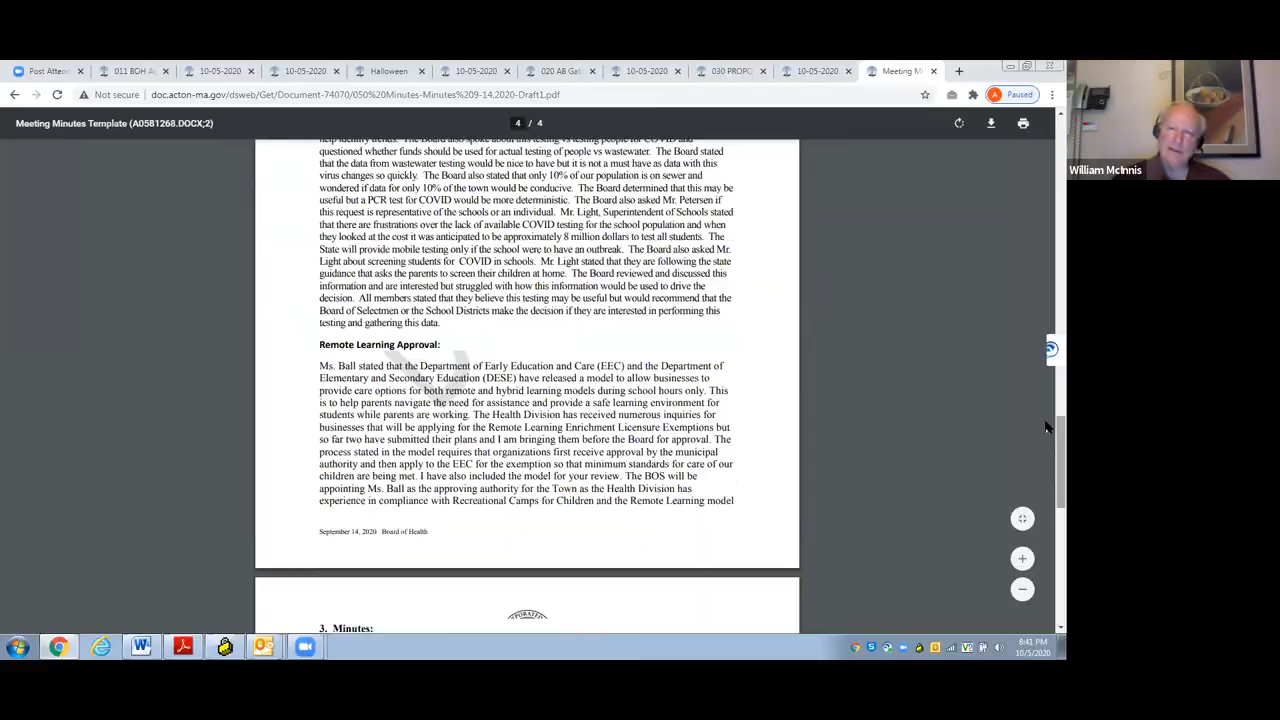 Post Attend
011 BOH Ag
10-05-2020
10-05-2020
Halloween
10-05-2020
020 AB Gat
10-05-2020
030 PROPO
10-05-2020
Meeting M
Not secure
doc.acton-ma.gov/dsweb/Get/Document-74070/050%20Minutes-Minutes%209-14.2020-Draft1.pdf
A
Paused
Meeting Minutes Template (A0581268.DOCX;2)
4 / 4
William McInnis
help identify trends. The Board also spoke about this testing vs testing people for COVID and
questioned whether funds should be used for actual testing of people vs wastewater. The Board stated
that the data from wastewater testing would be nice to have but it is not a must have as data with this
virus changes so quickly. The Board also stated that only 10% of our population is on sewer and
wondered if data for only 10% of the town would be conducive. The Board determined that this may be
useful but a PCR test for COVID would be more deterministic. The Board also asked Mr. Petersen if
this request is representative of the schools or an individual. Mr. Light, Superintendent of Schools stated
that there are frustrations over the lack of available COVID testing for the school population and when
they looked at the cost it was anticipated to be approximately 8 million dollars to test all students. The
State will provide mobile testing only if the school were to have an outbreak. The Board also asked Mr.
Light about screening students for COVID in schools. Mr. Light stated that they are following the state
guidance that asks the parents to screen their children at home. The Board reviewed and discussed this
information and are interested but struggled with how this information would be used to drive the
decision. All members stated that they believe this testing may be useful but would recommend that the
Board of Selectmen or the School Districts make the decision if they are interested in performing this
testing and gathering this data.
Remote Learning Approval:
Ms. Ball stated that the Department of Early Education and Care (EEC) and the Department of
Elementary and Secondary Education (DESE) have released a model to allow businesses to
provide care options for both remote and hybrid learning models during school hours only. This
is to help parents navigate the need for assistance and provide a safe learning environment for
students while parents are working. The Health Division has received numerous inquiries for
businesses that will be applying for the Remote Learning Enrichment Licensure Exemptions but
so far two have submitted their plans and I am bringing them before the Board for approval. The
process stated in the model requires that organizations first receive approval by the municipal
authority and then apply to the EEC for the exemption so that minimum standards for care of our
children are being met. I have also included the model for your review. The BOS will be
appointing Ms. Ball as the approving authority for the Town as the Health Division has
experience in compliance with Recreational Camps for Children and the Remote Learning model
September 14, 2020 Board of Health
3. Minutes:
8:41 PM
10/5/2020